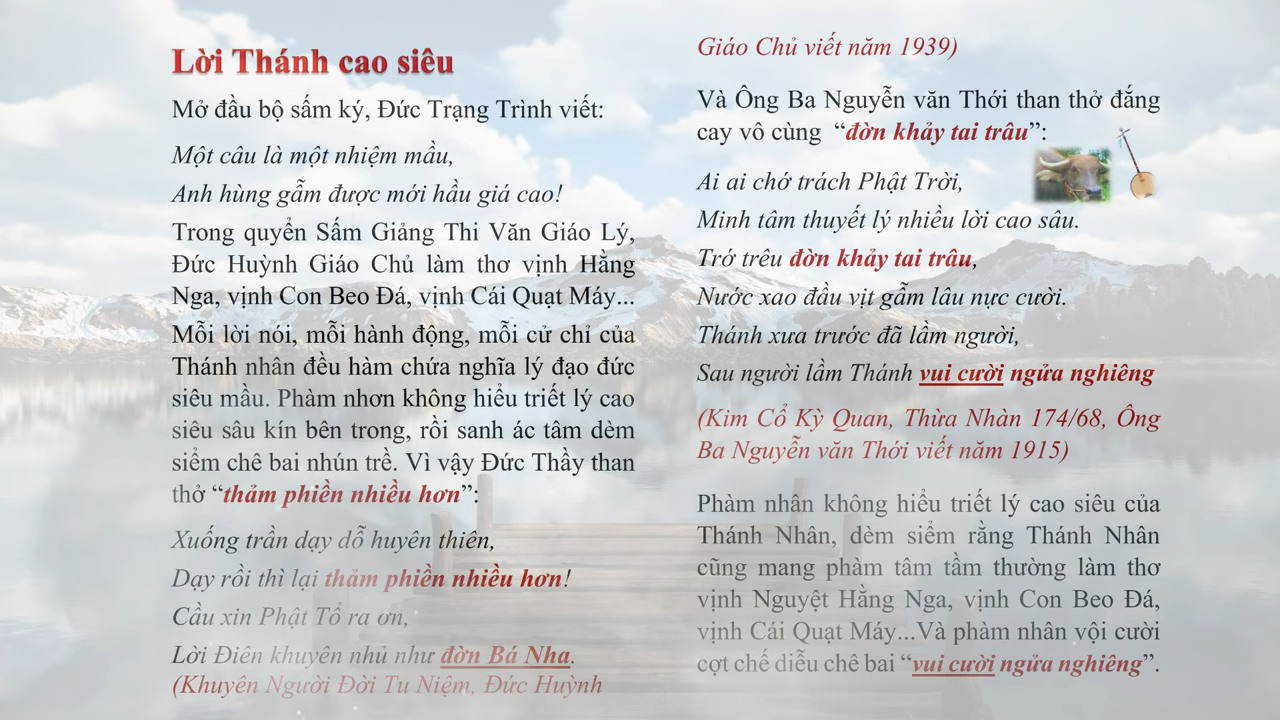 Lời Thánh cao siêu
Mở đầu bộ sấm ký, Đức Trạng Trình viết:
Một câu là một nhiệm mầu,
Anh hùng gẫm được mới hầu giá cao!
Trong quyển Sấm Giảng Thi Văn Giáo Lý,
Đức Huỳnh Giáo Chủ làm thơ vịnh Hằng
Nga, vịnh Con Beo Đá, vịnh Cái Quạt Máy...
Mỗi lời nói, mỗi hành động, mỗi cử chỉ của
Thánh nhân đều hàm chứa nghĩa lý đạo đức
siêu mầu. Phàm nhơn không hiểu triết lý cao
siêu sâu kín bên trong, rồi sanh ác tâm dèm
siểm chê bai nhún trề. Vì vậy Đức Thầy than
thở “thảm phiền nhiều hơn”:
Xuống trần dạy dỗ huyên thiên,
Dạy rồi thì lại thảm phiền nhiều hơn!
Cầu xin Phật Tổ ra ơn,
Lời Điên khuyên nhủ như đờn Bá Nha.
(Khuyên Người Đời Tu Niệm, Đức Huỳnh
Giáo Chủ viết năm 1939)
Và Ông Ba Nguyễn văn Thới than thở đắng
cay vô cùng “đờn khảy tai trâu”:
Ai ai chớ trách Phật Trời,
Minh tâm thuyết lý nhiều lời cao sâu.
Trớ trêu đờn khảy tai trâu,
Nước xao đầu vịt gẫm lâu nực cười.
Thánh xưa trước đã lầm người,
Sau người lầm Thánh vui cười ngửa nghiêng
(Kim Cổ Kỳ Quan, Thừa Nhàn 174/68, Ông
Ba Nguyễn văn Thới viết năm 1915)
Phàm nhân không hiểu triết lý cao siêu của
Thánh Nhân, dèm siểm rằng Thánh Nhân
cũng mang phàm tâm tầm thường làm thơ
vịnh Nguyệt Hằng Nga, vịnh Con Beo Đá,
vịnh Cái Quạt Máy...Và phàm nhân vội cười
cợt chế diễu chê bai “vui cười ngửa nghiêng”.